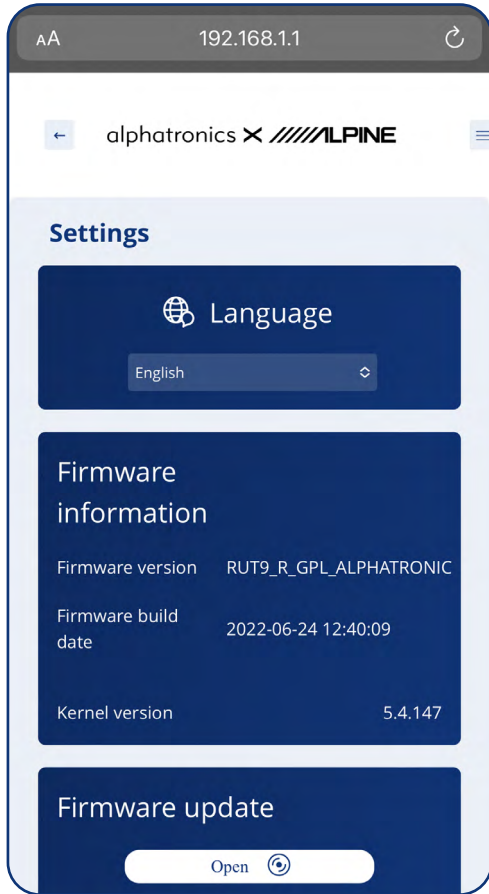 AA 192.168.1.1
alphatronics × /////ALPINE
Settings
Language
English
Firmware
information
Firmware version RUT9_R_GPL_ALPHATRONIC
Firmware build
date
2022-06-24 12:40:09
Kernel version 5.4.147
Firmware update
Open